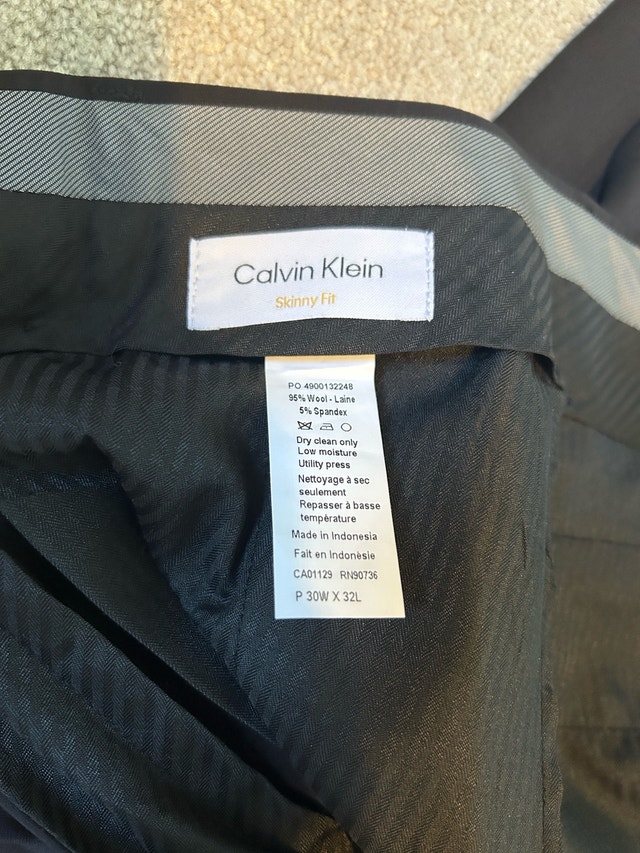 Calvin Klein
Skinny Fit
PO 4900132248
95% Wool - Laine
5% Spandex
Dry clean only
Low moisture
Utility press
Nettoyage à sec
seulement
Repasser à basse
température
Made in Indonesia
Fait en Indonèsie
CA01129 RN90736
P 30W X 32L